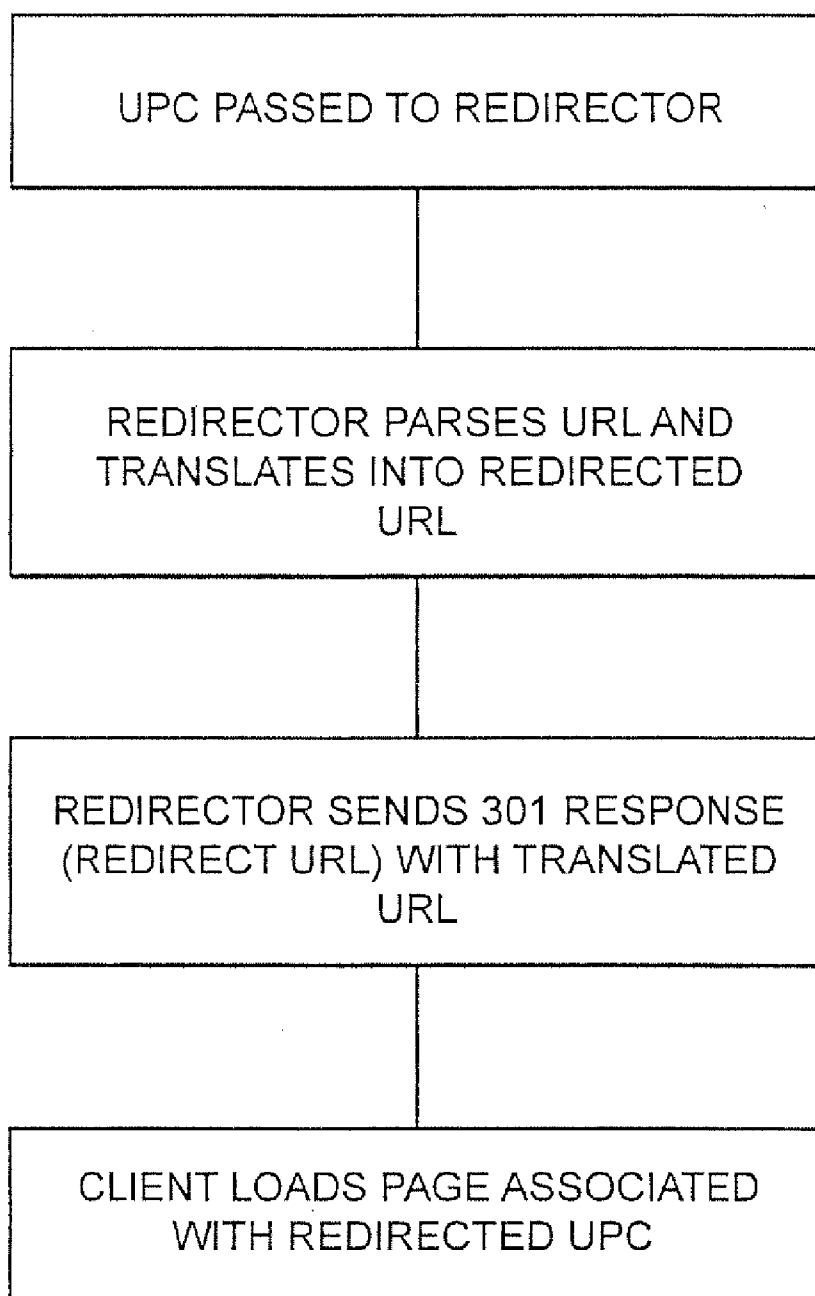 UPC PASSED TO REDIRECTOR
REDIRECTOR PARSES URL AND
TRANSLATES INTO REDIRECTED
URL
REDIRECTOR SENDS 301 RESPONSE
(REDIRECT URL) WITH TRANSLATED
URL
CLIENT LOADS PAGE ASSOCIATED
WITH REDIRECTED UPC